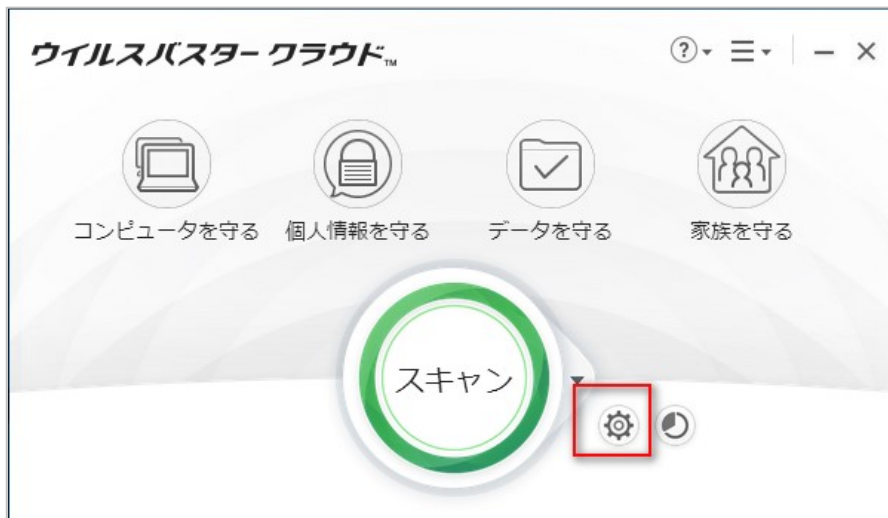 ウイルスバスター クラウド™
?
コンピュータを守る
個人情報を守る
データを守る
家族を守る
スキャン